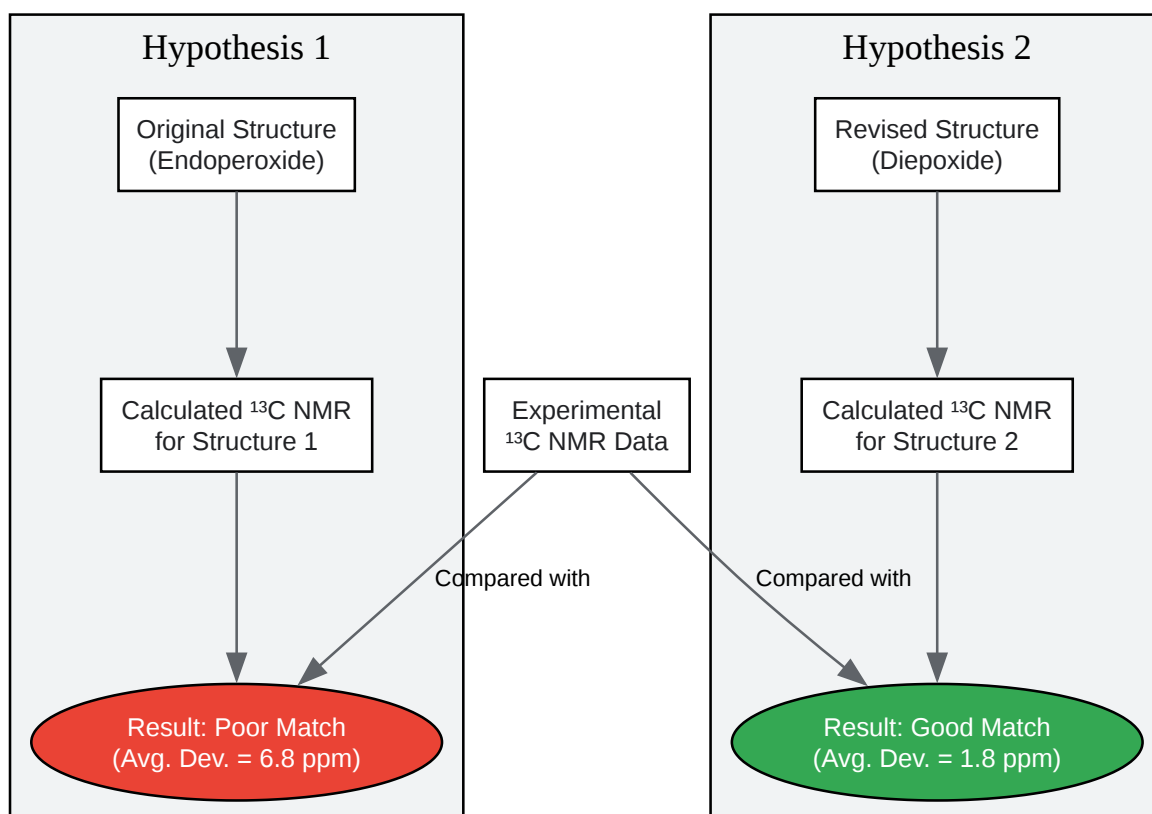 Hypothesis 1
Original Structure
(Endoperoxide)
Calculated ¹³C NMR
for Structure 1
Experimental
¹³C NMR Data
Compared with
Result: Poor Match
(Avg. Dev. = 6.8 ppm)
Hypothesis 2
Revised Structure
(Diepoxide)
Calculated ¹³C NMR
for Structure 2
Compared with
Result: Good Match
(Avg. Dev. = 1.8 ppm)